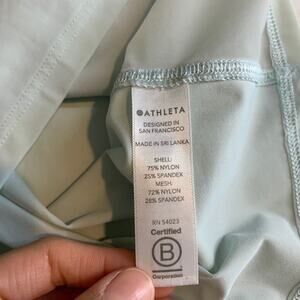 ATHLETA
DESIGNED IN
SAN FRANCISCO
MADE IN SRI LANKA
SHELL:
75% NYLON
25% SPANDEX
MESH:
72% NYLON
28% SPANDEX
RN 54023
Certified
B
Corporation